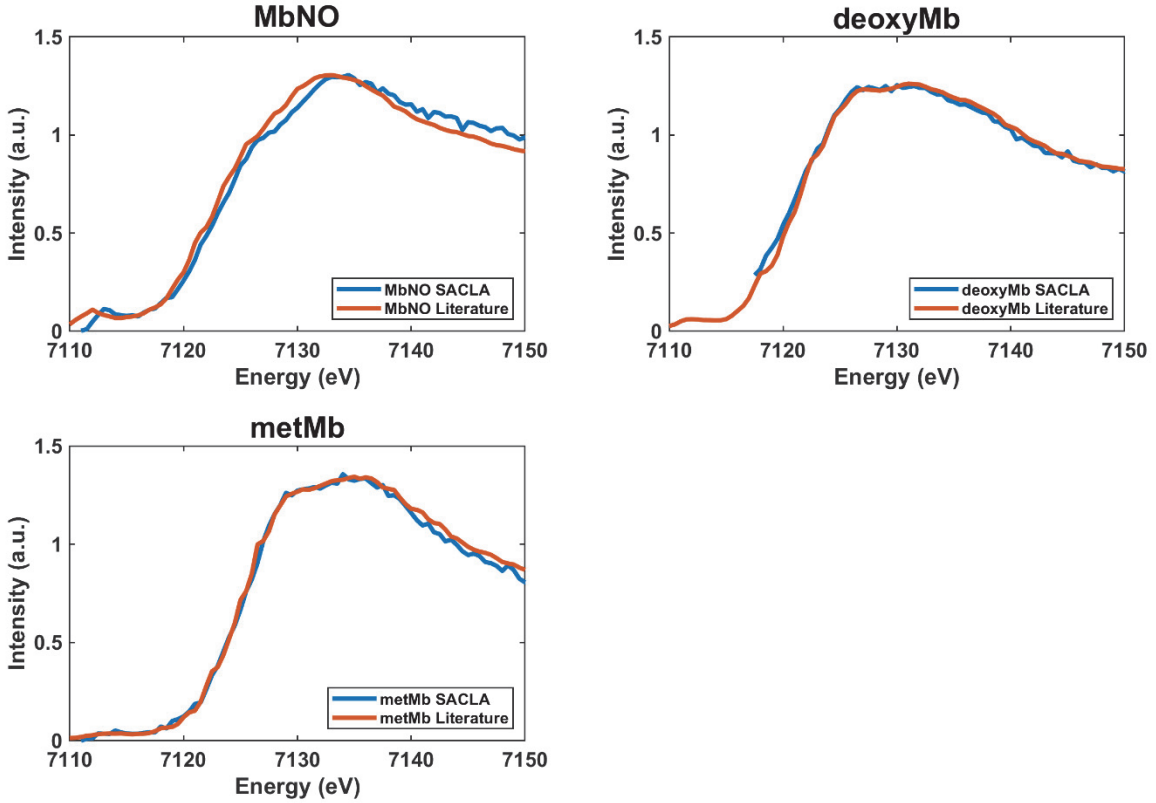 MbNO
1.5
1
0.5
0
Intensity (a.u.)
MbNO SACLA
MbNO Literature
7110 7120 7130 7140 7150
Energy (eV)
deoxyMb
1.5
1
0.5
0
Intensity (a.u.)
deoxyMb SACLA
deoxyMb Literature
7110 7120 7130 7140 7150
Energy (eV)
metMb
1.5
1
0.5
0
Intensity (a.u.)
metMb SACLA
metMb Literature
7110 7120 7130 7140 7150
Energy (eV)